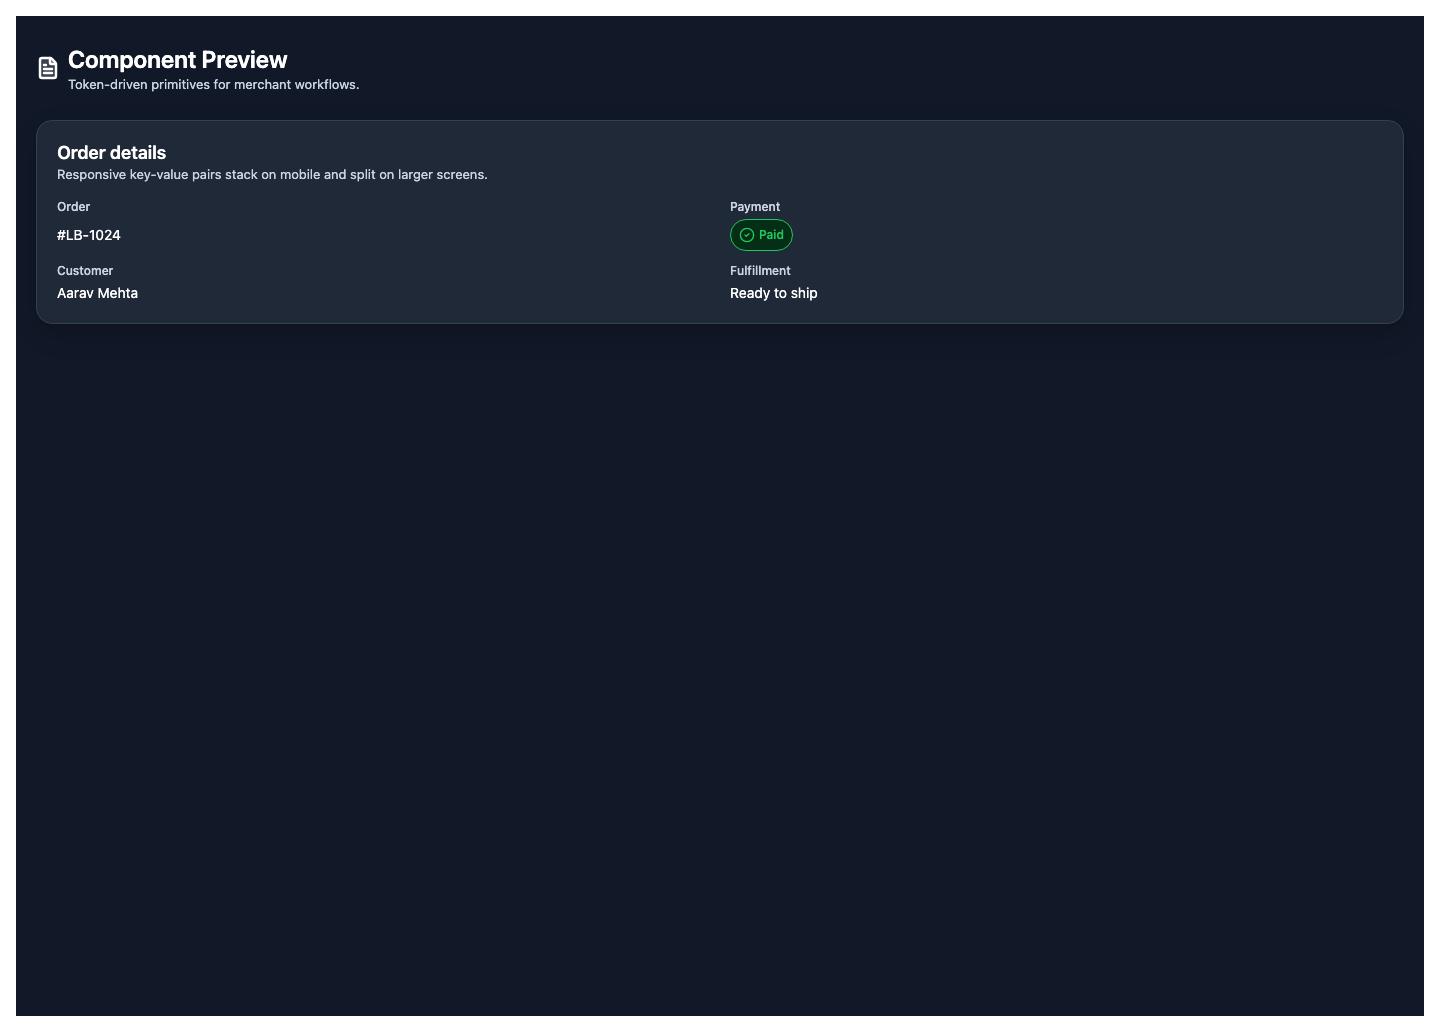 Component Preview
Token-driven primitives for merchant workflows.
Order details
Responsive key-value pairs stack on mobile and split on larger screens.
Order
#LB-1024
Payment
Paid
Customer
Aarav Mehta
Fulfillment
Ready to ship